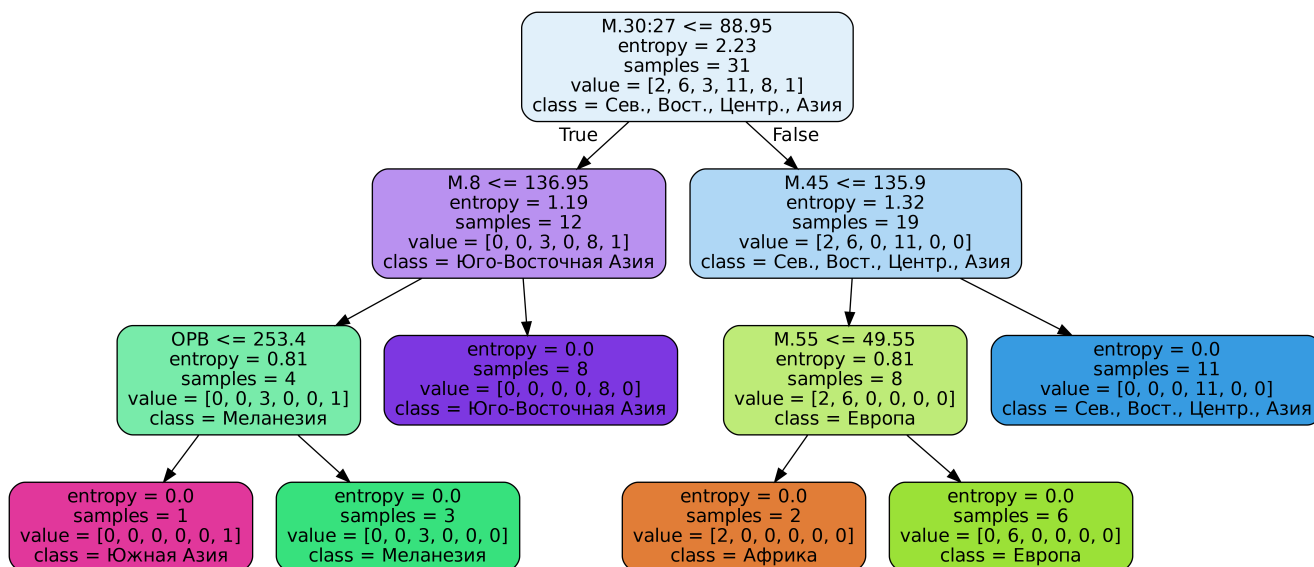 M.30:27 <= 88.95
entropy = 2.23
samples = 31
value = [2, 6, 3, 11, 8, 1]
class = Сев., Вост., Центр., Азия
True
False
M.8 <= 136.95
entropy = 1.19
samples = 12
value = [0, 0, 3, 0, 8, 1]
class = Юго-Восточная Азия
M.45 <= 135.9
entropy = 1.32
samples = 19
value = [2, 6, 0, 11, 0, 0]
class = Сев., Вост., Центр., Азия
OPB <= 253.4
entropy = 0.81
samples = 4
value = [0, 0, 3, 0, 0, 1]
class = Меланезия
entropy = 0.0
samples = 8
value = [0, 0, 0, 0, 8, 0]
class = Юго-Восточная Азия
M.55 <= 49.55
entropy = 0.81
samples = 8
value = [2, 6, 0, 0, 0, 0]
class = Европа
entropy = 0.0
samples = 11
value = [0, 0, 0, 11, 0, 0]
class = Сев., Вост., Центр., Азия
entropy = 0.0
samples = 1
value = [0, 0, 0, 0, 0, 1]
class = Южная Азия
entropy = 0.0
samples = 3
value = [0, 0, 3, 0, 0, 0]
class = Меланезия
entropy = 0.0
samples = 2
value = [2, 0, 0, 0, 0, 0]
class = Африка
entropy = 0.0
samples = 6
value = [0, 6, 0, 0, 0, 0]
class = Европа